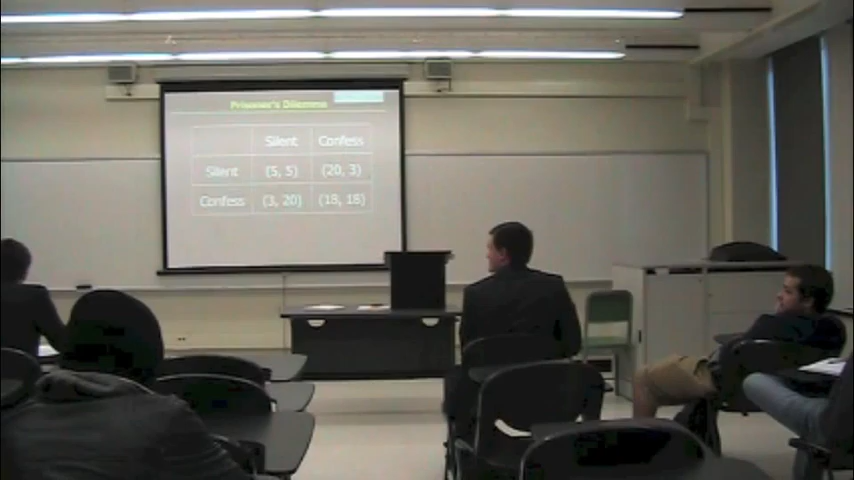 Prisoner's Dilemma
Silent Confess
Silent (5, 5) (20, 3)
Confess (3, 20) (18, 18)